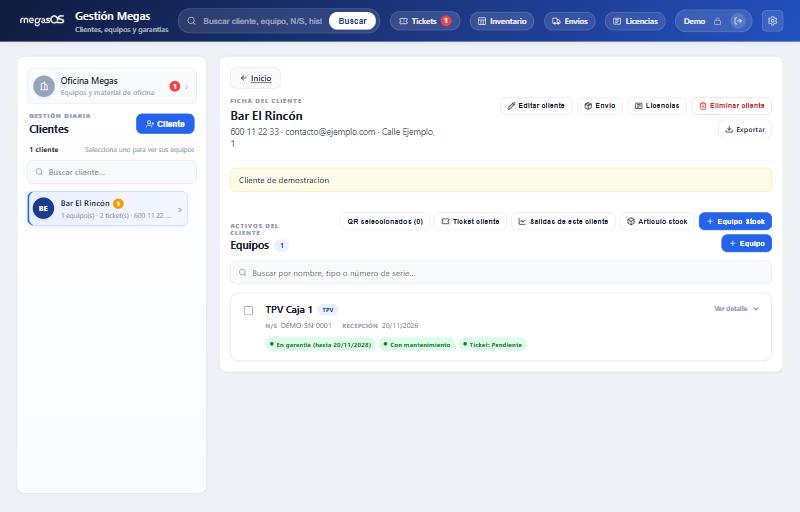 megasOS
Gestión Megas
Clientes, equipos y garantías
Buscar cliente, equipo, N/S, hist
Buscar
Tickets 1
Inventario
Envíos
Licencias
Demo
Oficina Megas
Equipos y material de oficina
1
GESTIÓN DIARIA
Clientes
Cliente
1 cliente
Selecciona uno para ver sus equipos
Buscar cliente...
BE
Bar El Rincón 1
1 equipo(s) · 2 ticket(s) · 600 11 22 ...
Inicio
FICHA DEL CLIENTE
Bar El Rincón
600 11 22 33 · contacto@ejemplo.com · Calle Ejemplo,
1
Editar cliente
Envío
Licencias
Eliminar cliente
Exportar
Cliente de demostración
ACTIVOS DEL
CLIENTE
Equipos 1
QR seleccionados (0)
Ticket cliente
Salidas de este cliente
Artículo stock
Equipo Stock
Equipo
Buscar por nombre, tipo o número de serie...
TPV Caja 1 TPV
Ver detalle
N/S DEMO-SN-0001 RECEPCIÓN 20/11/2026
En garantía (hasta 20/11/2028)
Con mantenimiento
Ticket: Pendiente